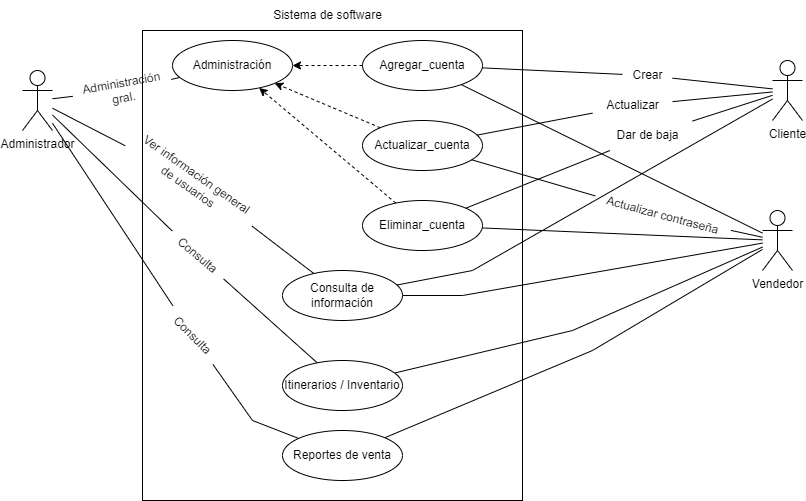 Sistema de software
Administración
Agregar_cuenta
Crear
Administración
gral.
Actualizar
Cliente
Administrador
Actualizar_cuenta
Dar de baja
Ver información general
de usuarios
Eliminar_cuenta
Actualizar contraseña
Consulta
Vendedor
Consulta de
información
Consulta
Itinerarios / Inventario
Reportes de venta